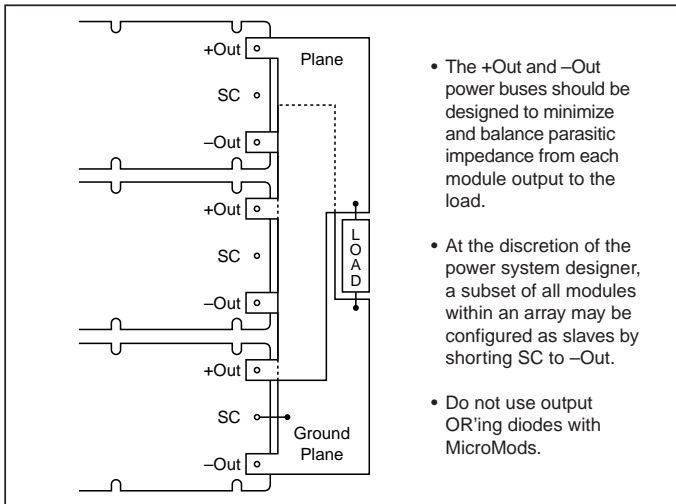 +Out
Plane
SC
–Out
+Out
SC
–Out
LOAD
+Out
SC
Ground
Plane
–Out
• The +Out and –Out
power buses should be
designed to minimize
and balance parasitic
impedance from each
module output to the
load.
• At the discretion of the
power system designer,
a subset of all modules
within an array may be
configured as slaves by
shorting SC to –Out.
• Do not use output
OR'ing diodes with
MicroMods.